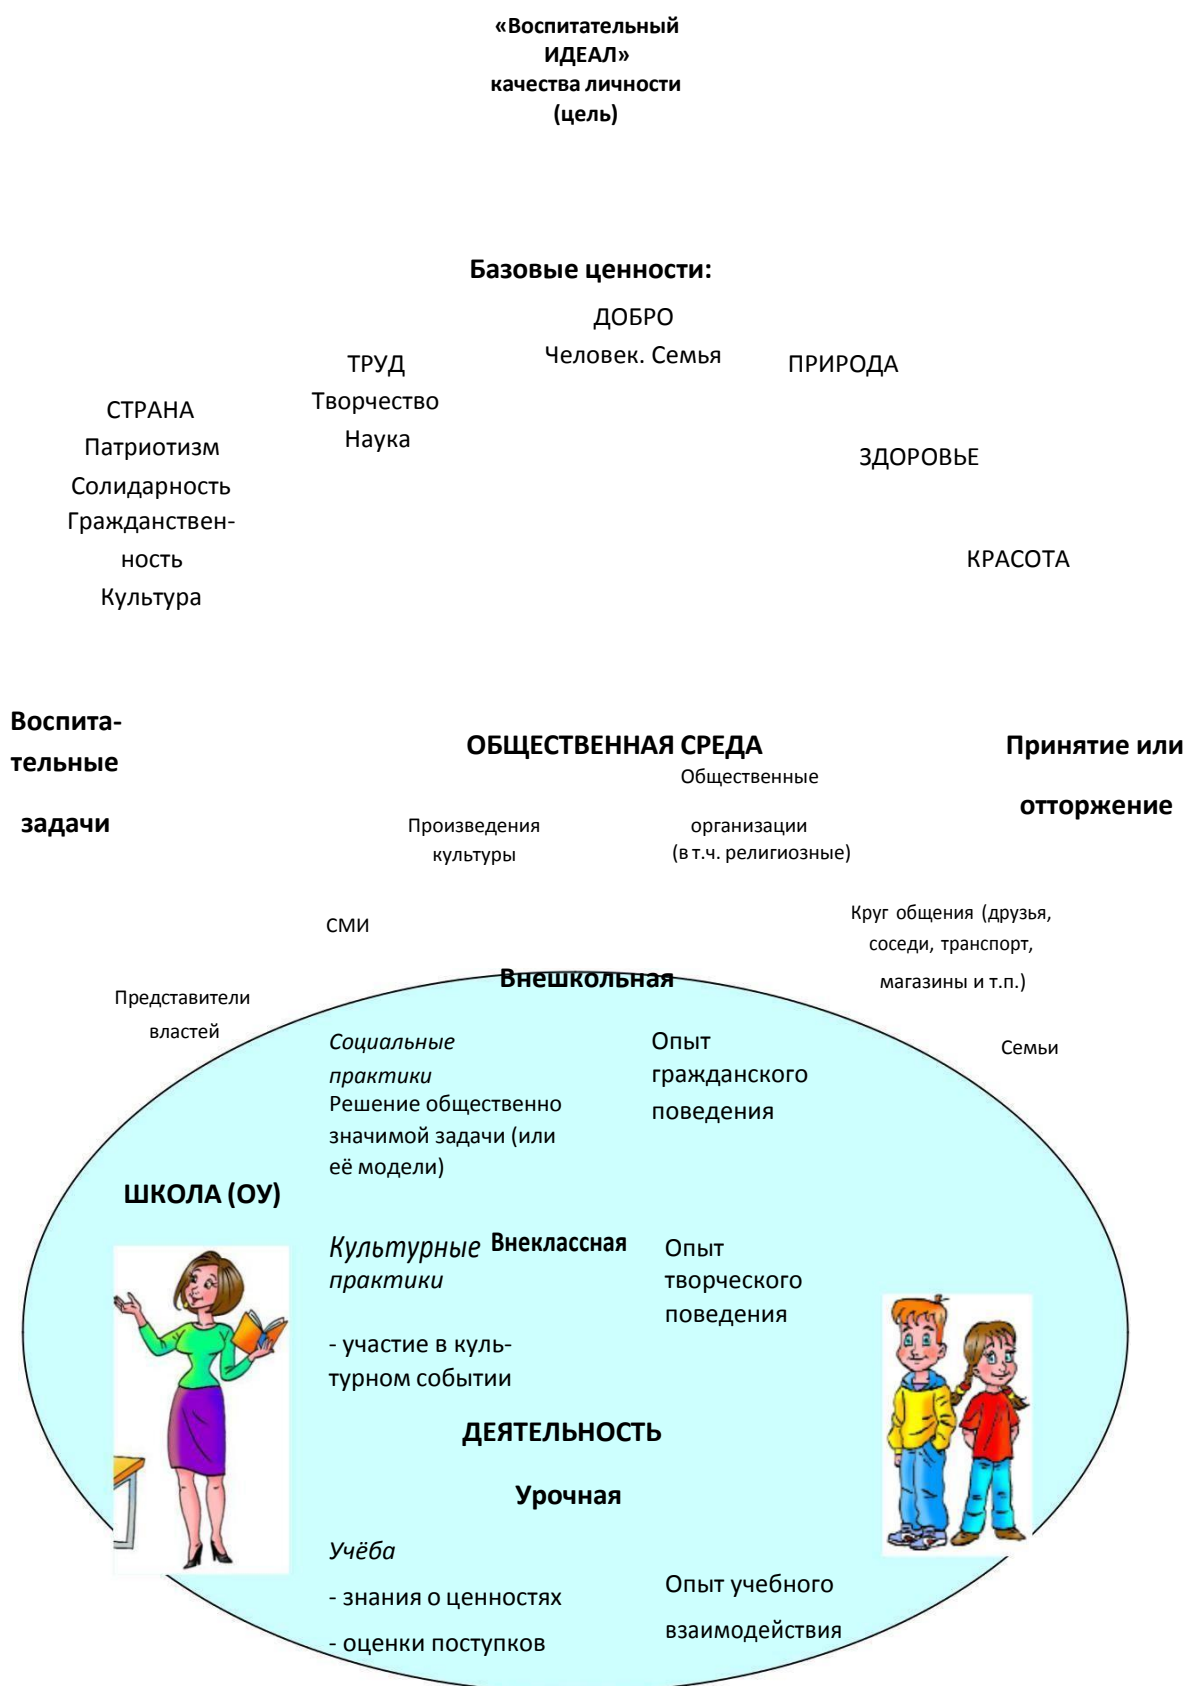 «Воспитательный
ИДЕАЛ»
качества личности
(цель)
Базовые ценности:
ДОБРО
Человек. Семья
ТРУД
Творчество
Наука
ПРИРОДА
СТРАНА
Патриотизм
Солидарность
Гражданствен-
ность
Культура
ЗДОРОВЬЕ
КРАСОТА
Воспита-
тельные
задачи
ОБЩЕСТВЕННАЯ СРЕДА
Принятие или
отторжение
Общественные
организации
(в т.ч. религиозные)
Произведения
культуры
СМИ
Круг общения (друзья,
соседи, транспорт,
магазины и т.п.)
Представители
властей
Семьи
Внешкольная
Социальные
практики
Решение общественно
значимой задачи (или
её модели)
Опыт
гражданского
поведения
ШКОЛА (ОУ)
Культурные
практики
Внеклассная
- участие в куль-
турном событии
Опыт
творческого
поведения
ДЕЯТЕЛЬНОСТЬ
Урочная
Учёба
- знания о ценностях
- оценки поступков
Опыт учебного
взаимодействия